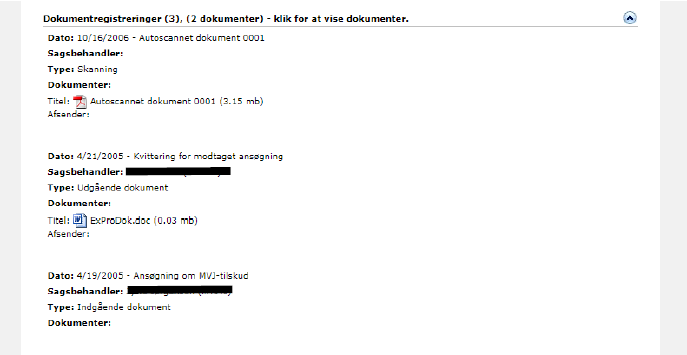 Dokumentregistreringer (3), (2 dokumenter) - klik for at vise dokumenter.
Dato: 10/16/2006 - Autoscannet dokument 0001
Sagsbehandler:
Type: Skanning
Dokumenter:
Titel: Autoscannet dokument 0001 (3.15 mb)
Afsender:
Dato: 4/21/2005 - Kvittering for modtaget ansøgning
Sagsbehandler:
Type: Udgående dokument
Dokumenter:
Titel: ExProDok.doc (0.03 mb)
Afsender:
Dato: 4/19/2005 - Ansøgning om MVJ-tilskud
Sagsbehandler:
Type: Indgående dokument
Dokumenter: